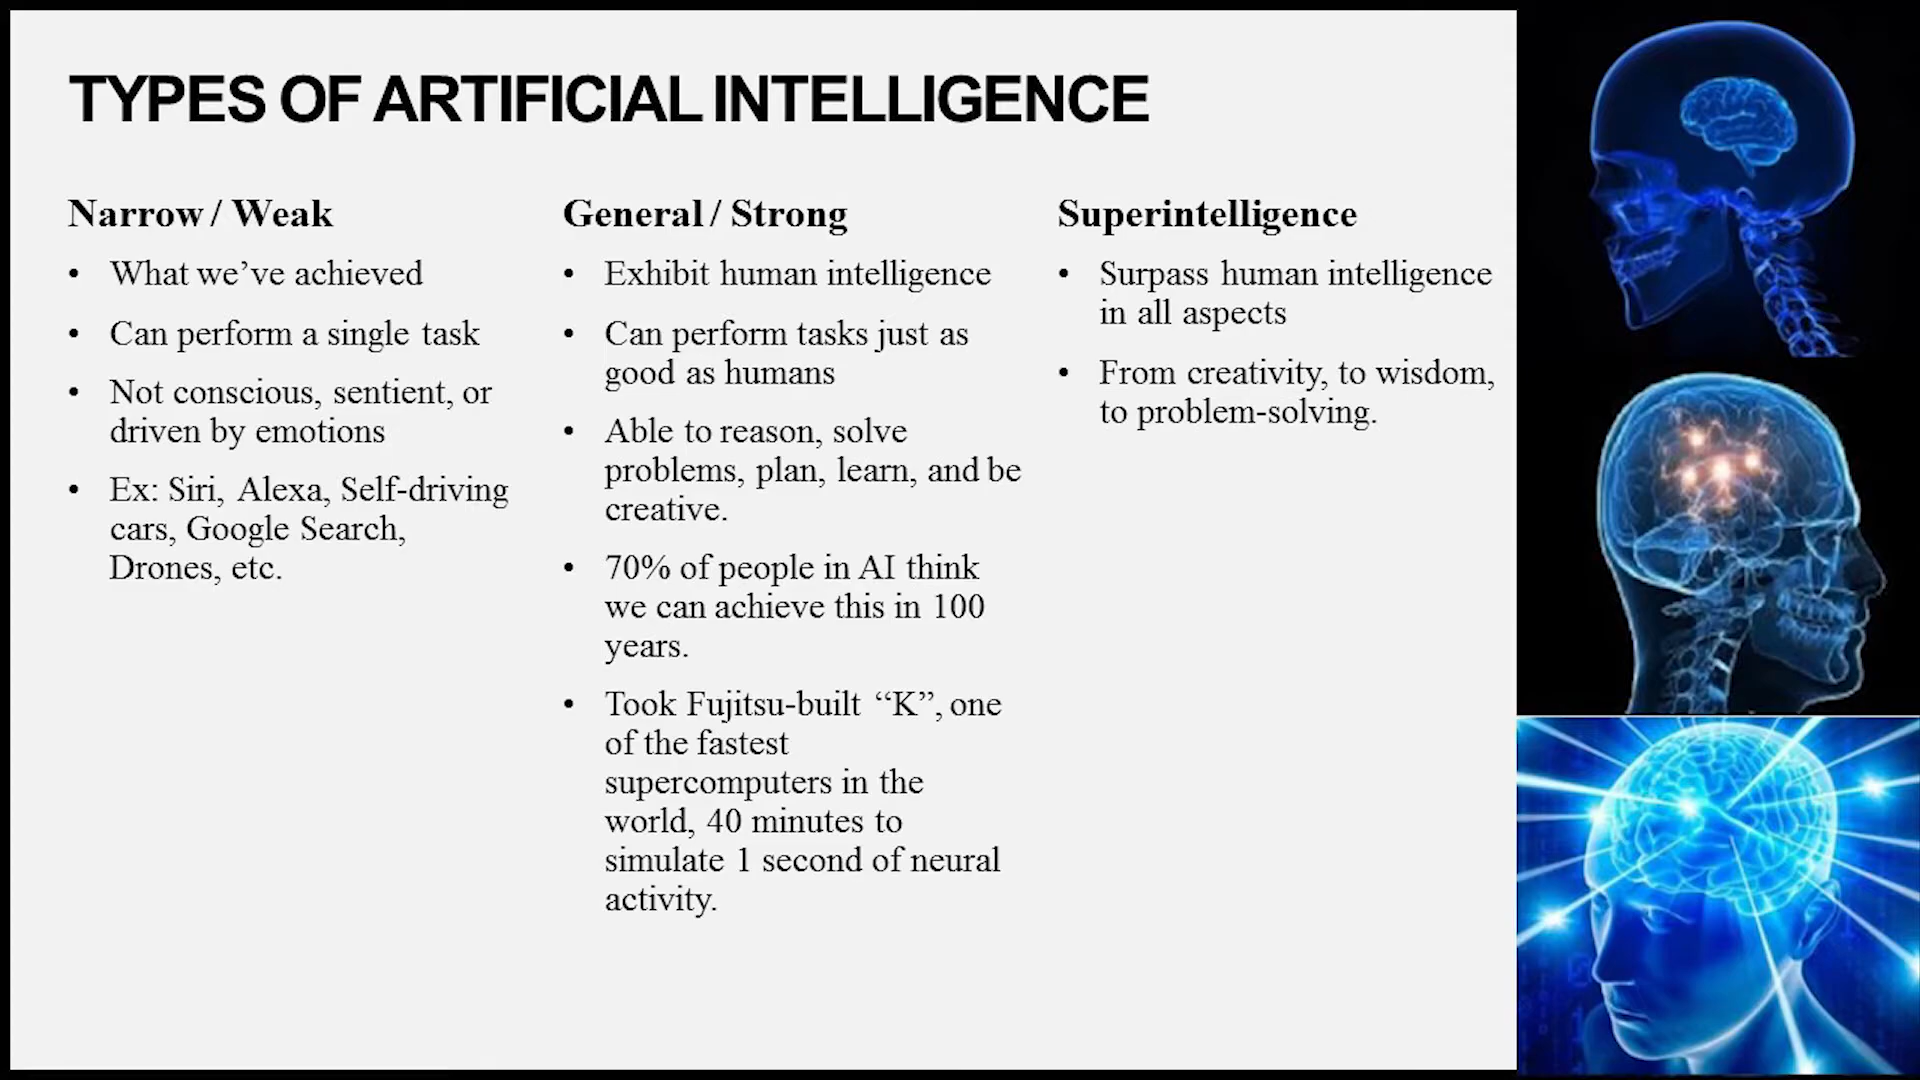 TYPES OF ARTIFICIAL INTELLIGENCE
Narrow / Weak
• What we’ve achieved
• Can perform a single task
• Not conscious, sentient, or
driven by emotions
• Ex: Siri, Alexa, Self-driving
cars, Google Search,
Drones, etc.
General / Strong
• Exhibit human intelligence
• Can perform tasks just as
good as humans
• Able to reason, solve
problems, plan, learn, and be
creative.
• 70% of people in AI think
we can achieve this in 100
years.
• Took Fujitsu-built “K”, one
of the fastest
supercomputers in the
world, 40 minutes to
simulate 1 second of neural
activity.
Superintelligence
• Surpass human intelligence
in all aspects
• From creativity, to wisdom,
to problem-solving.